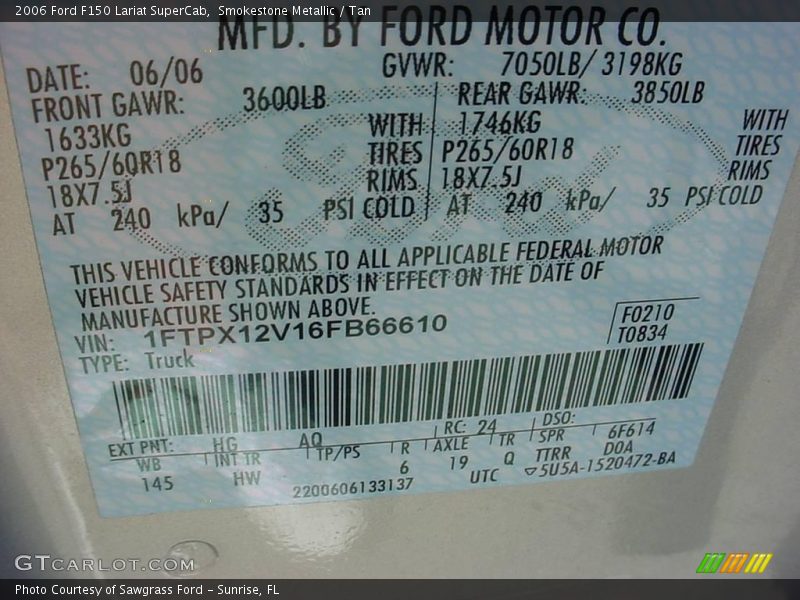 2006 Ford F150 Lariat SuperCab, Smokestone Metallic / Tan
MFD. BY FORD MOTOR CO.
DATE: 06/06 GVWR: 7050LB/ 3198KG
FRONT GAWR: 3600LB REAR GAWR: 3850LB
1633KG WITH 1746KG WITH
P265/60R18 TIRES P265/60R18 TIRES
18X7.5J RIMS 18X7.5J RIMS
AT 240 kPa/ 35 PSI COLD AT 240 kPa/ 35 PSI COLD
THIS VEHICLE CONFORMS TO ALL APPLICABLE FEDERAL MOTOR
VEHICLE SAFETY STANDARDS IN EFFECT ON THE DATE OF
MANUFACTURE SHOWN ABOVE.
VIN: 1FTPX12V16FB66610 F0210
TYPE: Truck T0834
EXT PNT: HG AQ RC: 24 DSO: 6F614
WB INT TR TP/PS R AXLE TR SPR DOA
145 HW 6 19 Q TTRR
2200606133137 UTC ▽5U5A-1520472-BA
GTCARLOT.COM
Photo Courtesy of Sawgrass Ford - Sunrise, FL